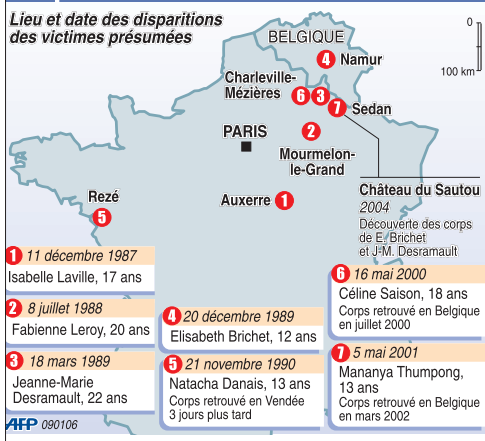 Lieu et date des disparitions
des victimes présumées
BELGIQUE
0
100 km
4
Namur
Charleville-
Mézières
6
3
7
Sedan
PARIS
2
Mourmelon-
le-Grand
Château du Sautou
2004
Découverte des corps
de E. Brichet
et J-M. Desramault
Auxerre
1
Rezé
5
1 11 décembre 1987
Isabelle Laville, 17 ans
2 8 juillet 1988
Fabienne Leroy, 20 ans
3 18 mars 1989
Jeanne-Marie
Desramault, 22 ans
4 20 décembre 1989
Elisabeth Brichet, 12 ans
5 21 novembre 1990
Natacha Danais, 13 ans
Corps retrouvé en Vendée
3 jours plus tard
6 16 mai 2000
Céline Saison, 18 ans
Corps retrouvé en Belgique
en juillet 2000
7 5 mai 2001
Mananya Thumpong,
13 ans
Corps retrouvé en Belgique
en mars 2002
AFP 090106